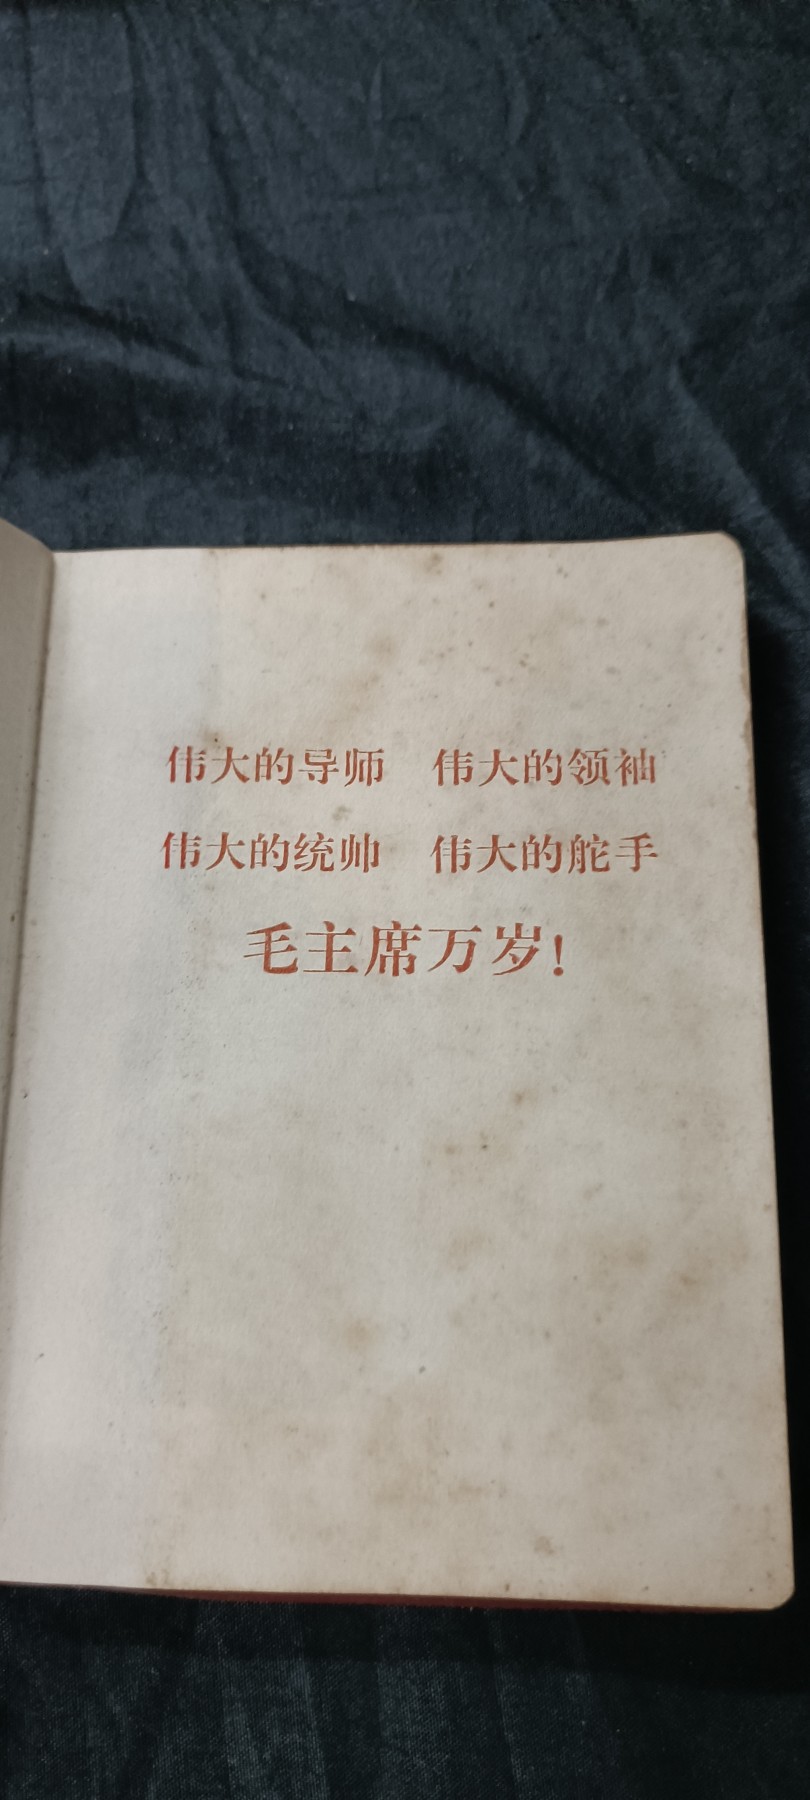 伟大的导师　伟大的领袖
伟大的统帅　伟大的舵手
毛主席万岁！